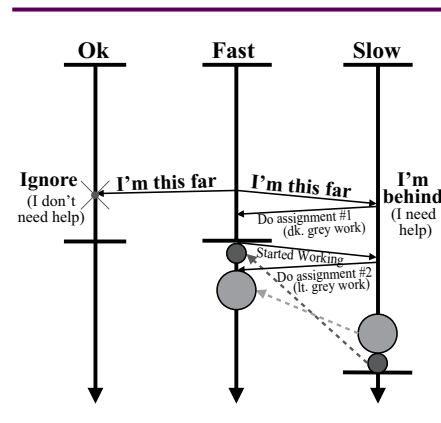 Ok Fast Slow
Ignore
(I don't
need help)
I'm this far
I'm this far
I'm
behind
(I need
help)
Do assignment #1
(dk. grey work)
Started Working
Do assignment #2
(lt. grey work)